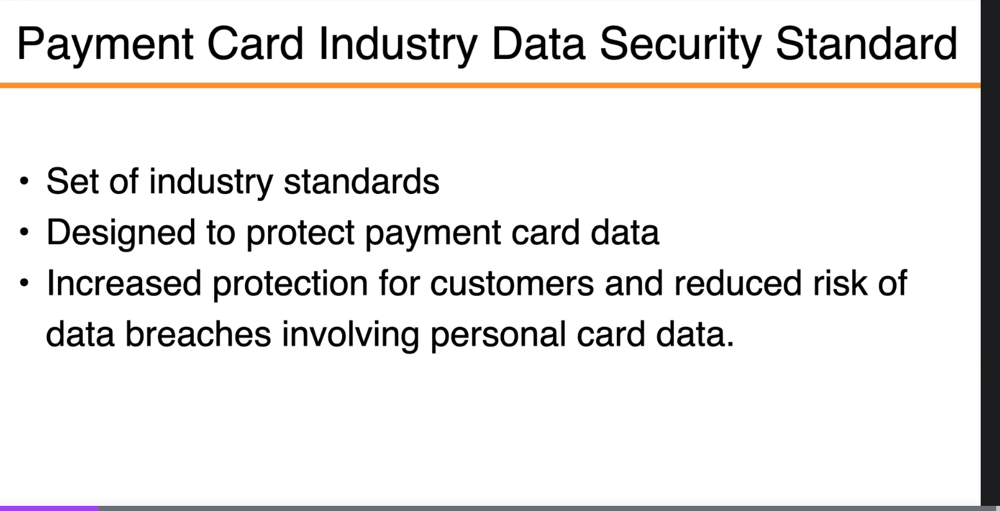 Payment Card Industry Data Security Standard
• Set of industry standards
• Designed to protect payment card data
• Increased protection for customers and reduced risk of
data breaches involving personal card data.